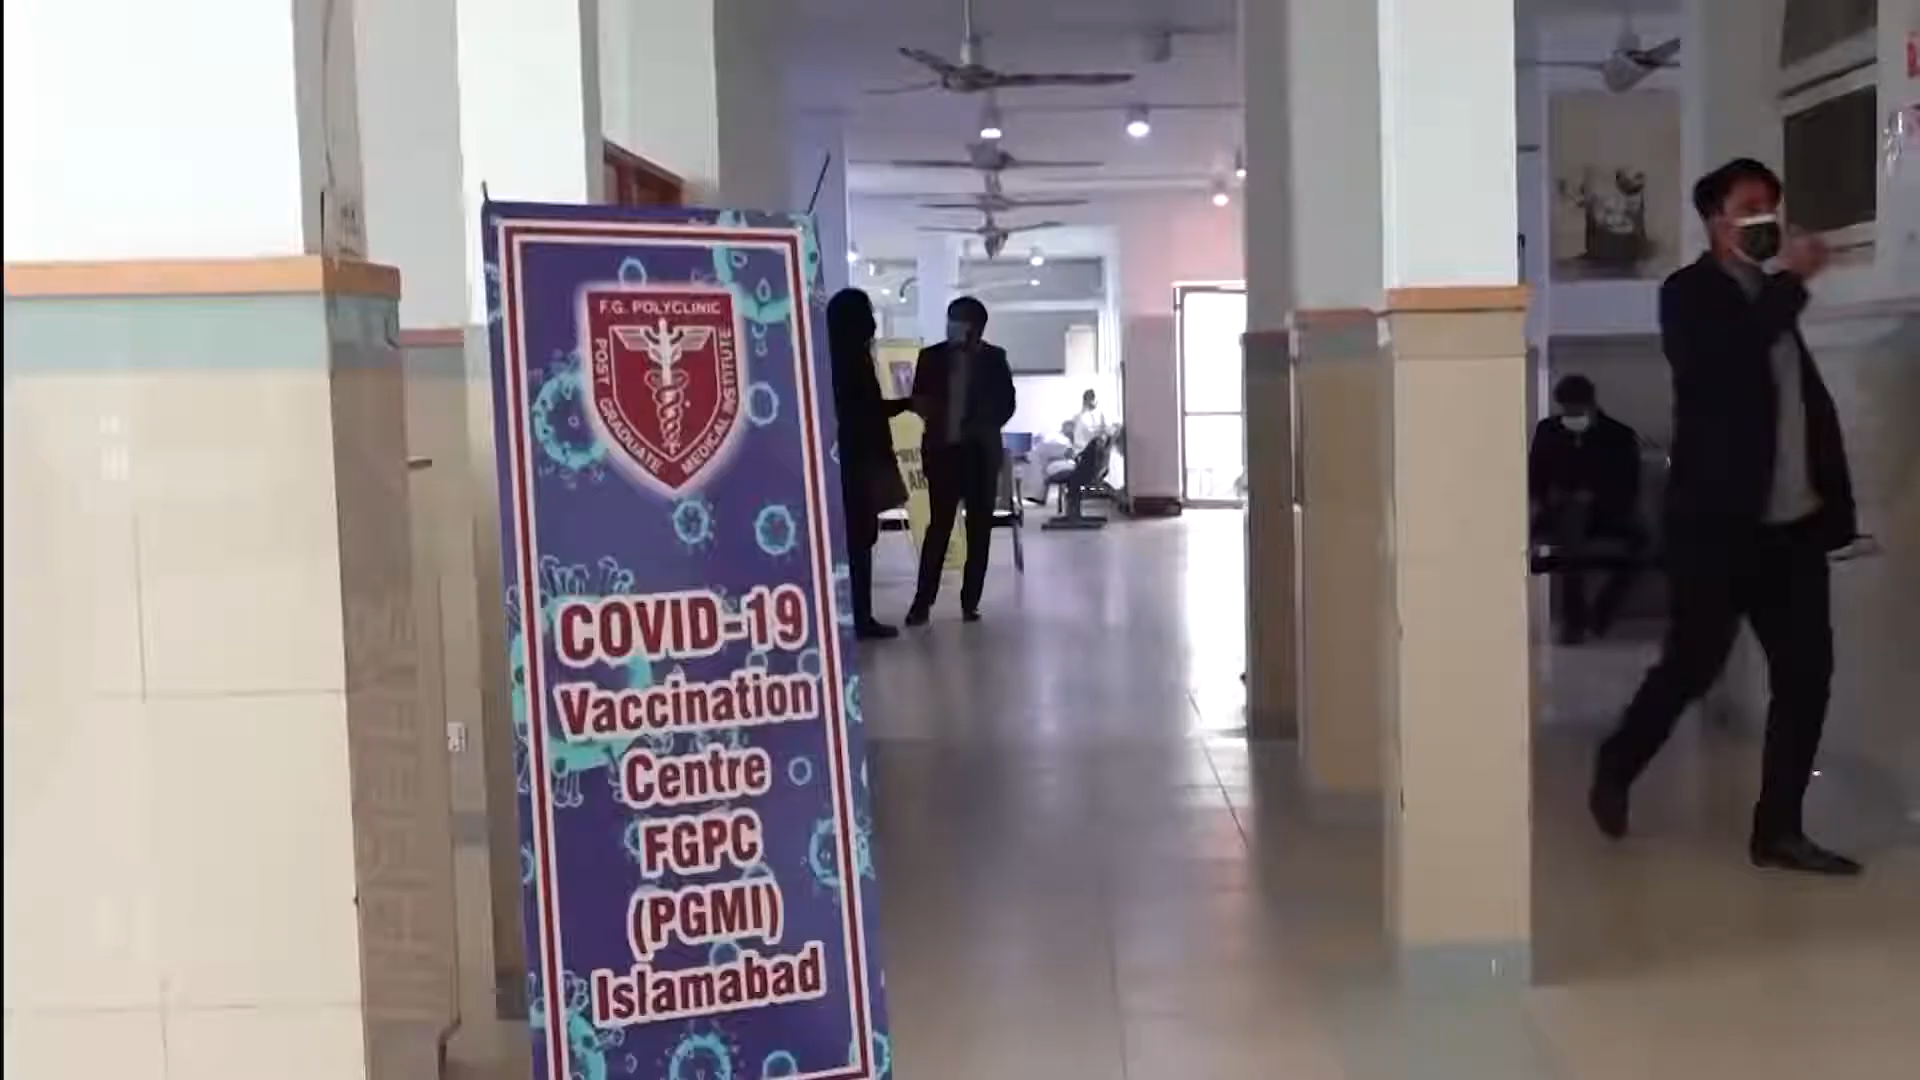 F.G. POLYCLINIC
POST GRADUATE MEDICAL INSTITUTE
COVID-19
Vaccination
Centre
FGPC
(PGMI)
Islamabad